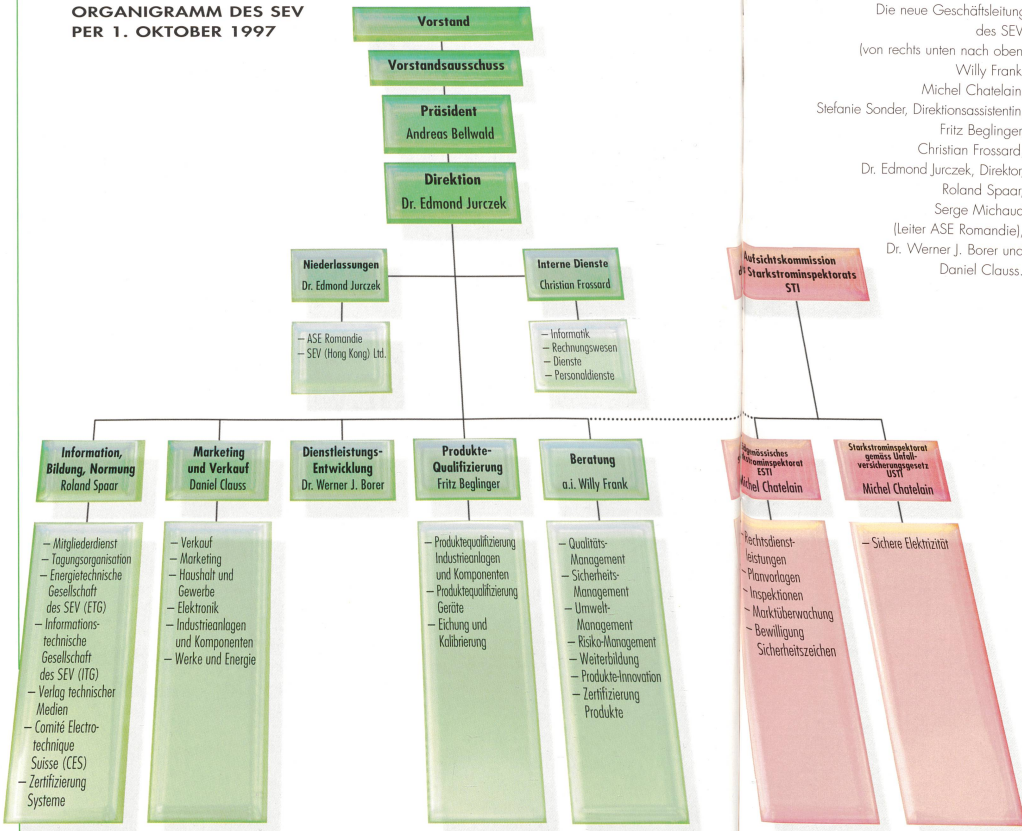 ORGANIGRAMM DES SEV
PER 1. OKTOBER 1997
Vorstand
Vorstandsausschuss
Präsident
Andreas Bellwald
Direktion
Dr. Edmond Jurczek
Die neue Geschäftsleitung
des SEV
(von rechts unten nach oben
Willy Frank
Michel Chatelain
Stefanie Sonder, Direktionsassistentin
Fritz Beglinger
Christian Frossard
Dr. Edmond Jurczek, Direktor,
Roland Spaar,
Serge Michaud
(Leiter ASE Romandie),
Dr. Werner J. Borer und
Daniel Clauss.
Niederlassungen
Dr. Edmond Jurczek
– ASE Romandie
– SEV (Hong Kong) Ltd.
Interne Dienste
Christian Frossard
– Informatik
– Rechnungswesen
– Dienste
– Personaldienste
Aufsichtskommission
Starkstrominspektorats
STI
Information,
Bildung, Normung
Roland Spaar
– Mitgliederdienst
– Tagungsorganisation
– Energietechnische
Gesellschaft
des SEV (ETG)
– Informations-
technische
Gesellschaft
des SEV (ITG)
– Verlag technischer
Medien
– Comité Electro-
technique
Suisse (CES)
– Zertifizierung
Systeme
Marketing
und Verkauf
Daniel Clauss
– Verkauf
– Marketing
– Haushalt und
Gewerbe
– Elektronik
– Industrieanlagen
und Komponenten
– Werke und Energie
Dienstleistungs-
Entwicklung
Dr. Werner J. Borer
Produkte-
Qualifizierung
Fritz Beglinger
– Produktequalifizierung
Industrieanlagen
und Komponenten
– Produktequalifizierung
Geräte
– Eichung und
Kalibrierung
Beratung
a.i. Willy Frank
– Qualitäts-
Management
– Sicherheits-
Management
– Umwelt-
Management
– Risiko-Management
– Weiterbildung
– Produkte-Innovation
– Zertifizierung
Produkte
ESTI
Michel Chatelain
– Rechtsdienst-
leistungen
– Planvorlagen
– Inspektionen
– Marktüberwachung
– Bewilligung
Sicherheitszeichen
Starkstrominspektorat
gemäss Unfall-
versicherungsgesetz
USTI
Michel Chatelain
– Sichere Elektrizität